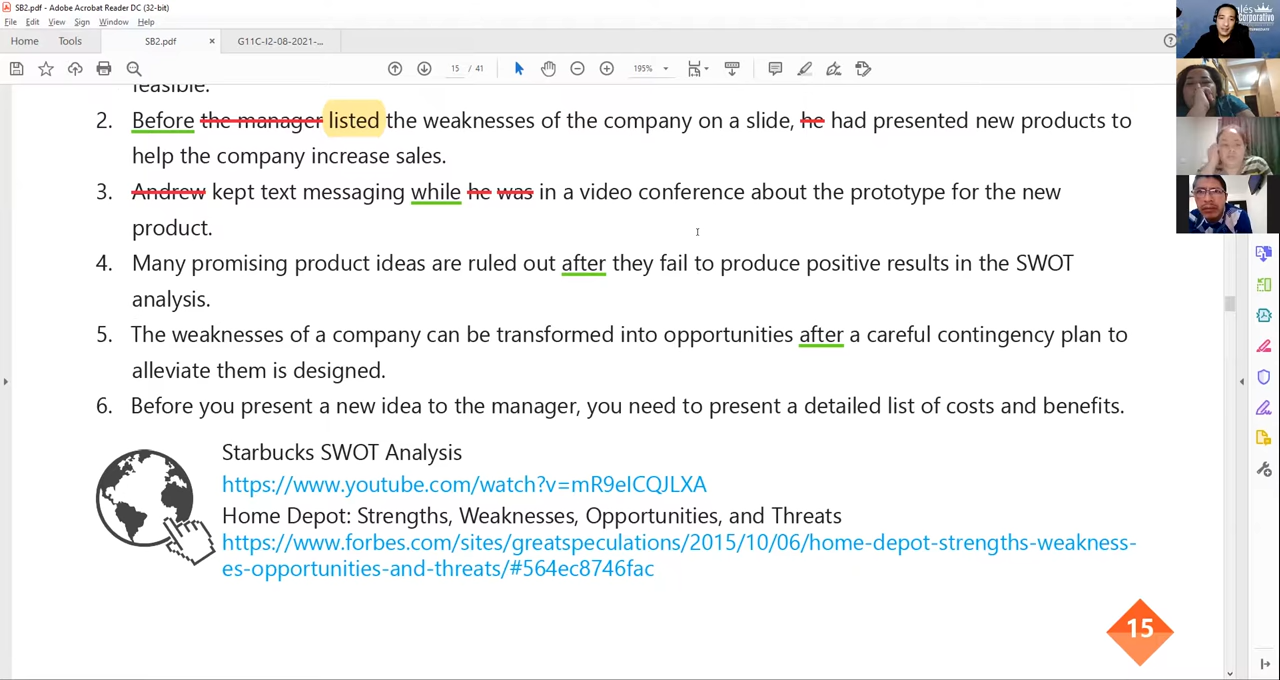 SB2.pdf - Adobe Acrobat Reader DC (32-bit)
File Edit View Sign Window Help
Home Tools SB2.pdf × G11C-I2-08-2021-...
15 / 41 195%
feasible.
2. Before the manager listed the weaknesses of the company on a slide, he had presented new products to
help the company increase sales.
3. Andrew kept text messaging while he was in a video conference about the prototype for the new
product.
4. Many promising product ideas are ruled out after they fail to produce positive results in the SWOT
analysis.
5. The weaknesses of a company can be transformed into opportunities after a careful contingency plan to
alleviate them is designed.
6. Before you present a new idea to the manager, you need to present a detailed list of costs and benefits.
Starbucks SWOT Analysis
https://www.youtube.com/watch?v=mR9eICQJLXA
Home Depot: Strengths, Weaknesses, Opportunities, and Threats
https://www.forbes.com/sites/greatspeculations/2015/10/06/home-depot-strengths-weakness-
es-opportunities-and-threats/#564ec8746fac
15